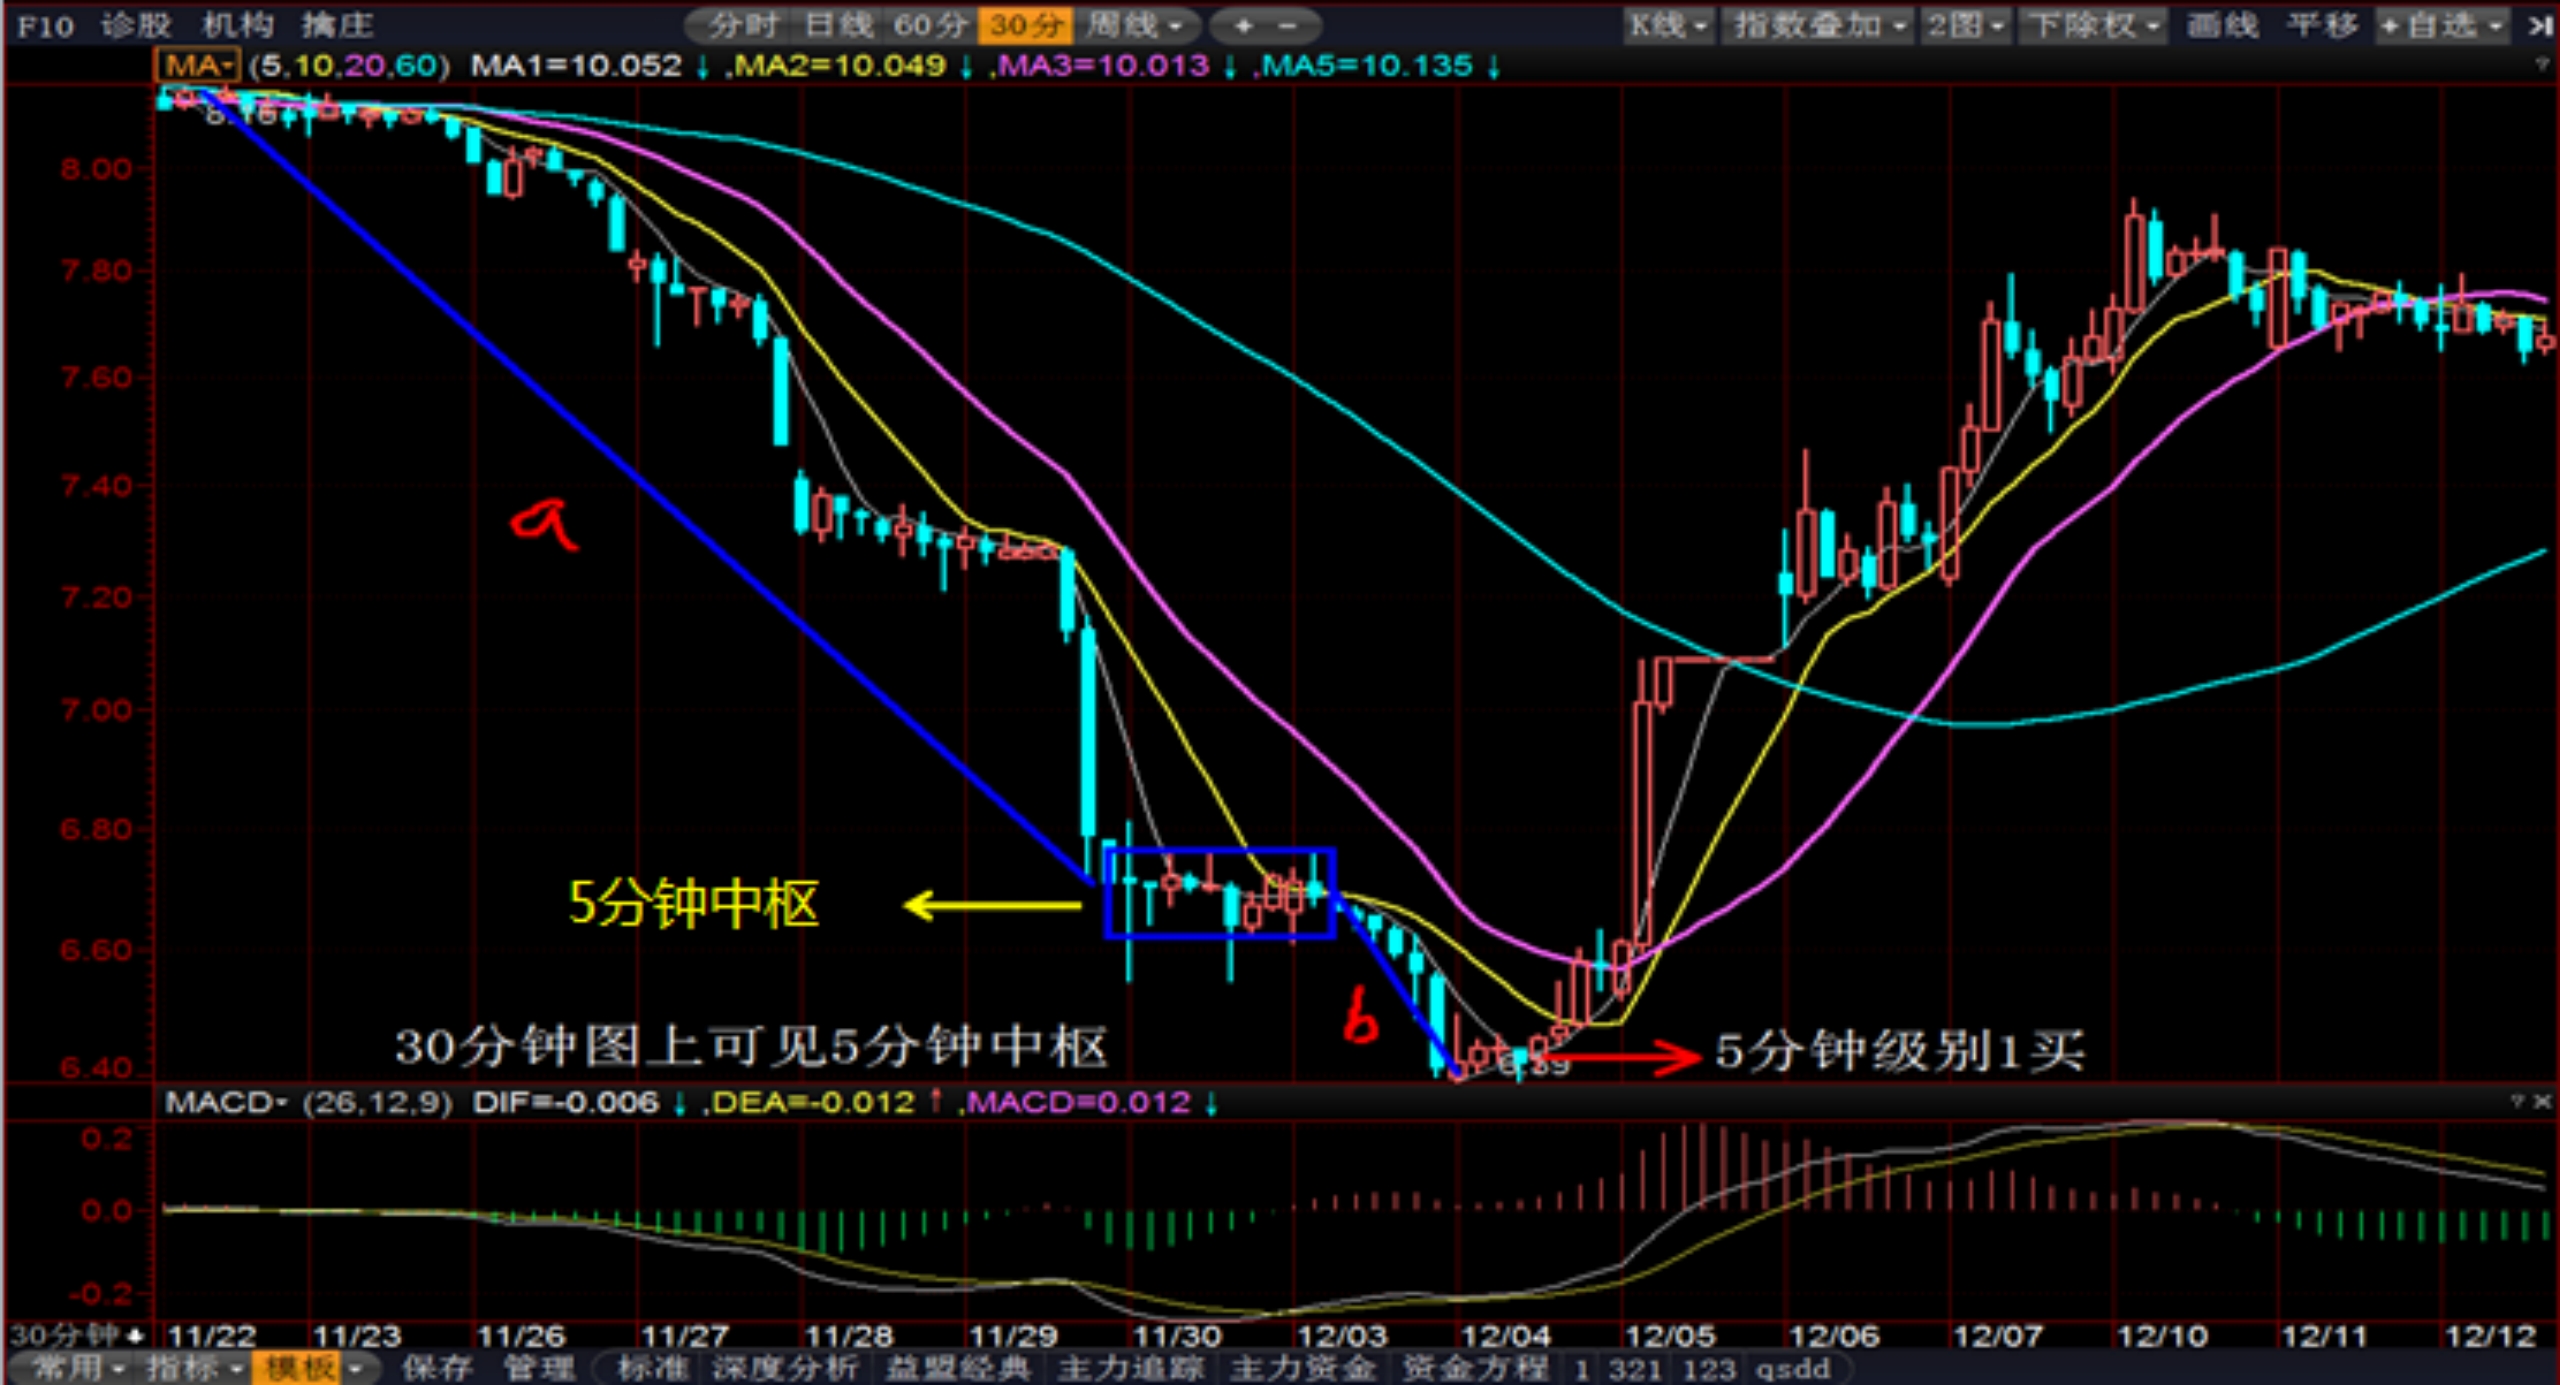 F10 诊股 机构 擒庄 分时 日线 60分 30分 周线 + - K线 指数叠加 2图 下除权 画线 平移 +自选
MA (5,10,20,60) MA1=10.052 ↓ ,MA2=10.049 ↓ ,MA3=10.013 ↓ ,MA5=10.135 ↓
8.00
7.80
7.60
7.40
a
7.20
7.00
6.80
5分钟中枢
6.60
b
30分钟图上可见5分钟中枢
5分钟级别1买
6.40
6.39
MACD (26,12,9) DIF=-0.006 ↓ ,DEA=-0.012 ↑ ,MACD=0.012 ↓
0.2
0.0
-0.2
30分钟 11/22 11/23 11/26 11/27 11/28 11/29 11/30 12/03 12/04 12/05 12/06 12/07 12/10 12/11 12/12
常用 指标 模板 保存 管理 标准 深度分析 益盟经典 主力追踪 主力资金 资金方程 1 321 123 qsdd